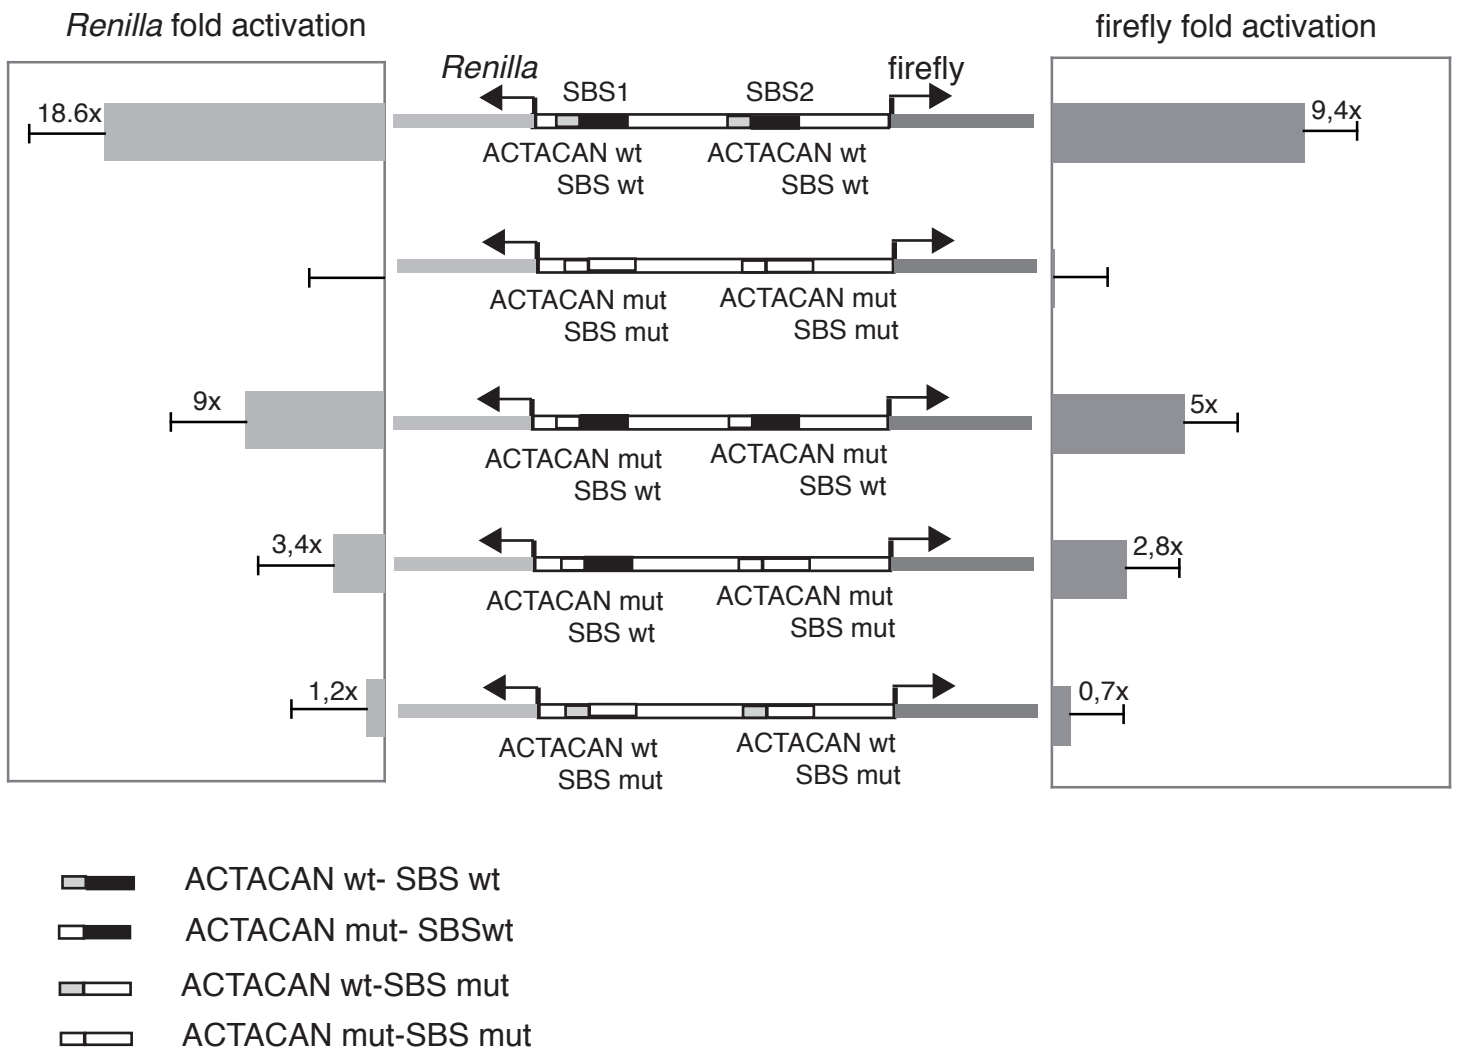 Renilla fold activation
firefly fold activation
Renilla
firefly
SBS1
SBS2
18.6x
9,4x
ACTACAN wt
SBS wt
ACTACAN wt
SBS wt
ACTACAN mut
SBS mut
ACTACAN mut
SBS mut
9x
5x
ACTACAN mut
SBS wt
ACTACAN mut
SBS wt
3,4x
2,8x
ACTACAN mut
SBS wt
ACTACAN mut
SBS mut
1,2x
0,7x
ACTACAN wt
SBS mut
ACTACAN wt
SBS mut
ACTACAN wt- SBS wt
ACTACAN mut- SBSwt
ACTACAN wt-SBS mut
ACTACAN mut-SBS mut